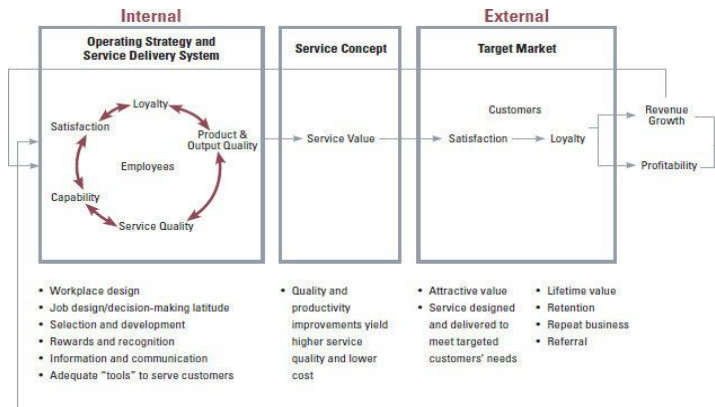 Internal
External
Operating Strategy and
Service Delivery System
Service Concept
Target Market
Loyalty
Satisfaction
Product &
Output Quality
Employees
Capability
Service Quality
Service Value
Customers
Satisfaction
Loyalty
Revenue
Growth
Profitability
• Workplace design
• Job design/decision-making latitude
• Selection and development
• Rewards and recognition
• Information and communication
• Adequate "tools" to serve customers
• Quality and
productivity
improvements yield
higher service
quality and lower
cost
• Attractive value
• Service designed
and delivered to
meet targeted
customers' needs
• Lifetime value
• Retention
• Repeat business
• Referral